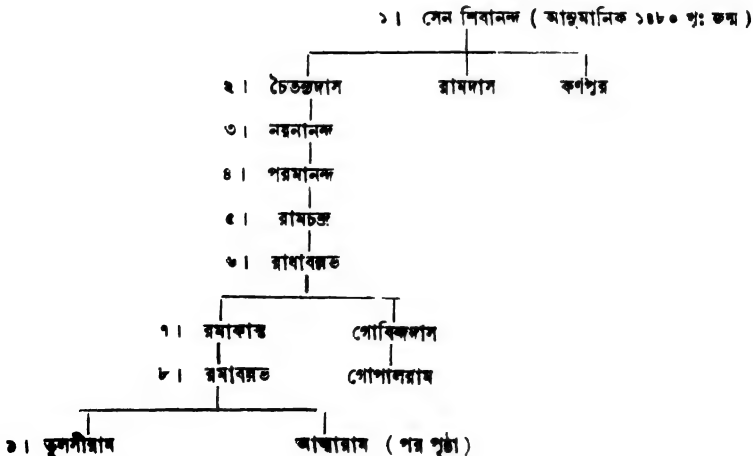 ১। সেন শিবানন্দ ( আনুমানিক ১৪৮০ খৃঃ জন্ম )
২। চৈতন্যদাস রামদাস কর্ণপুর
৩। নয়নানন্দ
৪। পরমানন্দ
৫। রামচন্দ্র
৬। রাধাবল্লভ
৭। রমাকান্ত গোবিন্দদাস
৮। রমাবল্লভ গোপালরাম
৯। তুলসীরাম আত্মারাম ( পর পৃষ্ঠা )